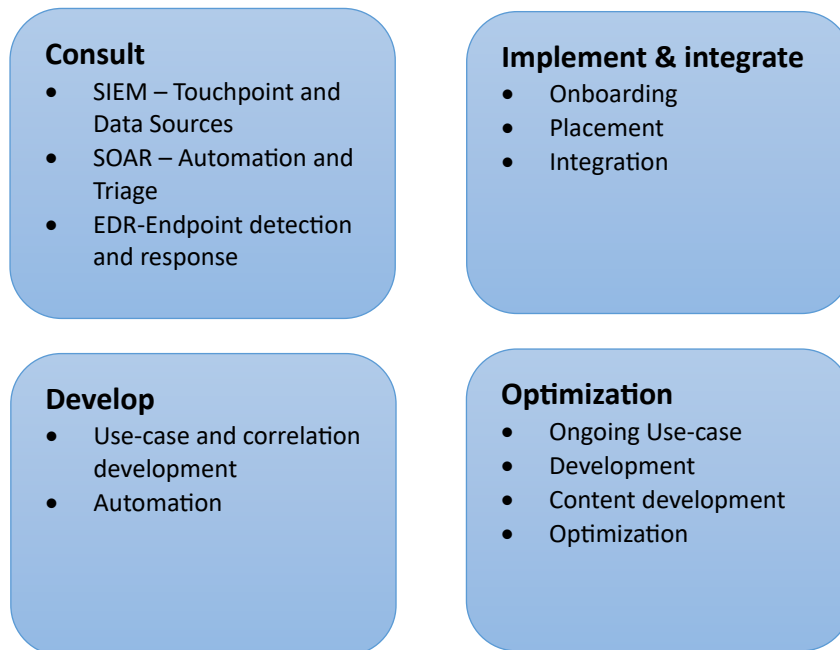 Consult
• SIEM – Touchpoint and
Data Sources
• SOAR – Automation and
Triage
• EDR-Endpoint detection
and response
Implement & integrate
• Onboarding
• Placement
• Integration
Develop
• Use-case and correlation
development
• Automation
Optimization
• Ongoing Use-case
• Development
• Content development
• Optimization